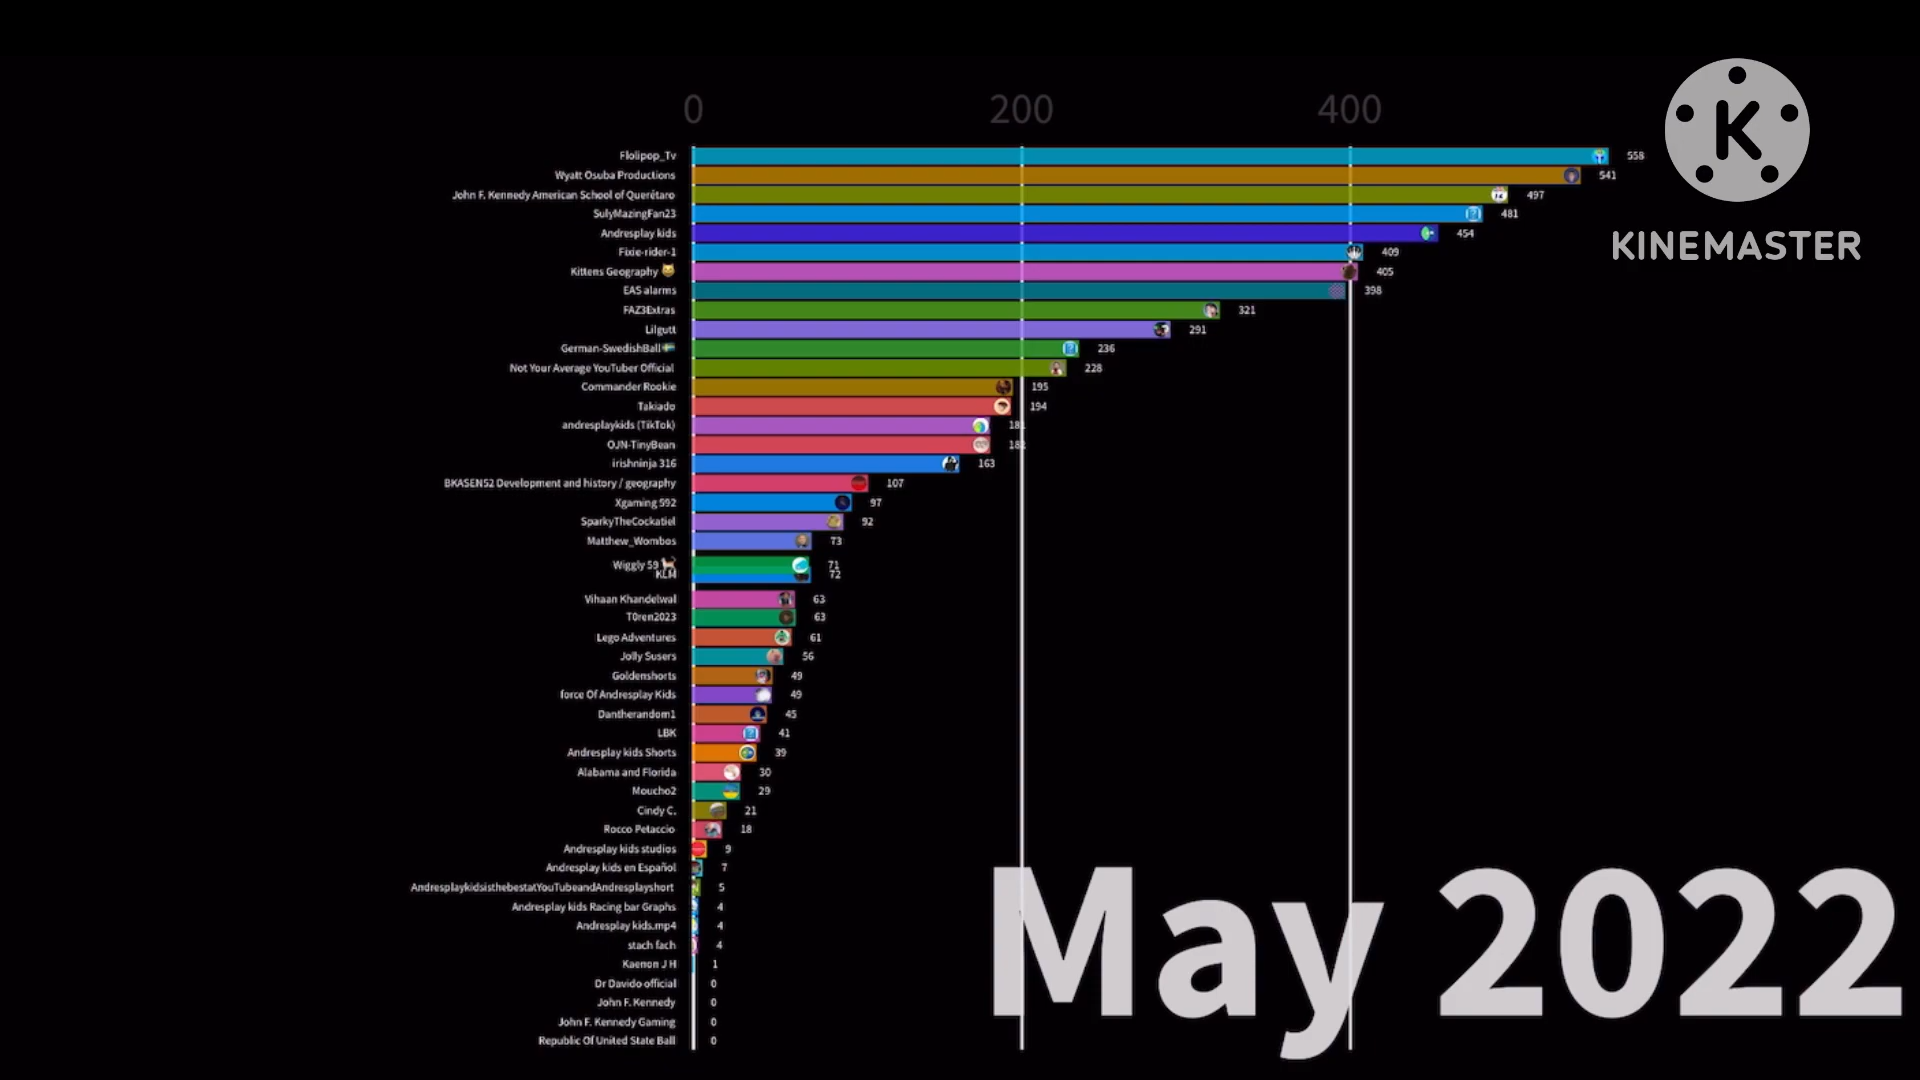 0 200 400
Flolipop_Tv 558
Wyatt Osuba Productions 541
John F. Kennedy American School of Querétaro 497
SulyMazingFan23 481
Andresplay kids 454
Fixie-rider-1 409
Kittens Geography 😺 405
EAS alarms 398
FAZ3Extras 321
Lilgutt 291
German-SwedishBall🇸🇪 236
Not Your Average YouTuber Official 228
Commander Rookie 195
Takiado 194
andresplaykids (TikTok)
OJN-TinyBean
irishninja 316 163
BKASEN52 Development and history / geography 107
Xgaming 592 97
SparkyTheCockatiel 92
Matthew_Wombos 73
Wiggly 59 🐈 71
KLM 72
Vihaan Khandelwal 63
T0ren2023 63
Lego Adventures 61
Jolly Susers 56
Goldenshorts 49
force Of Andresplay Kids 49
Dantherandom1 45
LBK 41
Andresplay kids Shorts 39
Alabama and Florida 30
Moucho2 29
Cindy C. 21
Rocco Petaccio 18
Andresplay kids studios 9
Andresplay kids en Español 7
AndresplaykidsisthebestatYouTubeandAndresplayshort 5
Andresplay kids Racing bar Graphs 4
Andresplay kids.mp4 4
stach fach 4
Kaenon J H 1
Dr Davido official 0
John F. Kennedy 0
John F. Kennedy Gaming 0
Republic Of United State Ball 0
May 2022
K
KINEMASTER